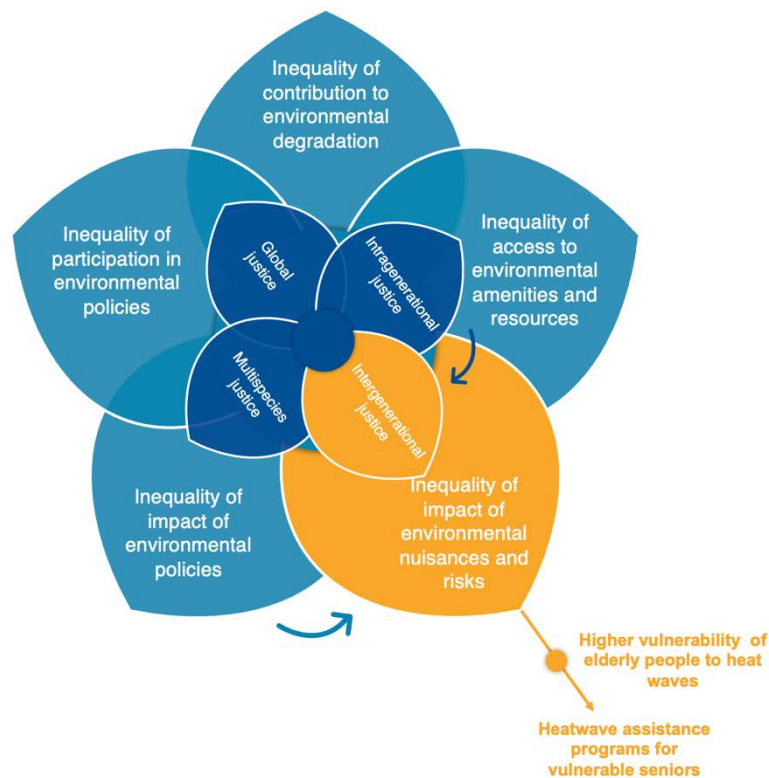 Inequality of
contribution to
environmental
degradation
Inequality of
participation in
environmental
policies
Global
justice
Intragenerational
justice
Inequality of
access to
environmental
amenities and
resources
Multispecies
justice
Intergenerational
justice
Inequality of
impact of
environmental
policies
Inequality of
impact of
environmental
nuisances and
risks
Higher vulnerability of
elderly people to heat
waves
Heatwave assistance
programs for
vulnerable seniors